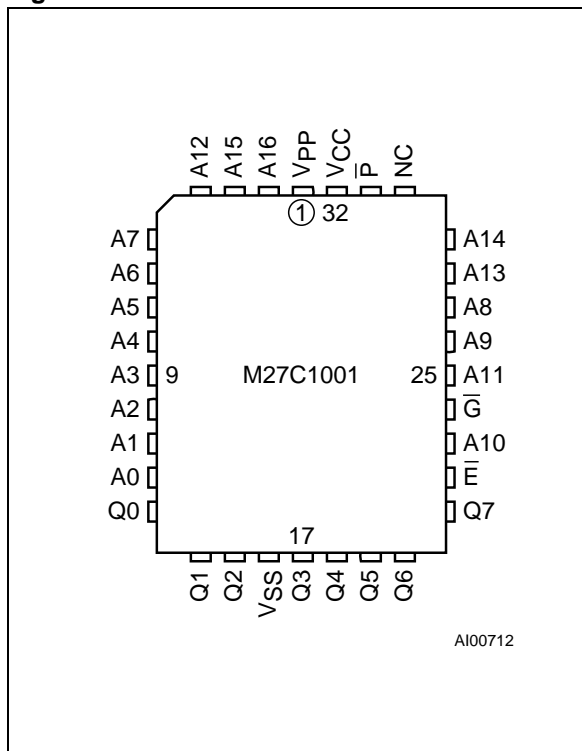 A12 A15 A16 VPP VCC P̅ NC
1 32
A7 A14
A6 A13
A5 A8
A4 A9
A3 9 M27C1001 25 A11
A2 G̅
A1 A10
A0 E̅
Q0 Q7
17
Q1 Q2 VSS Q3 Q4 Q5 Q6
AI00712